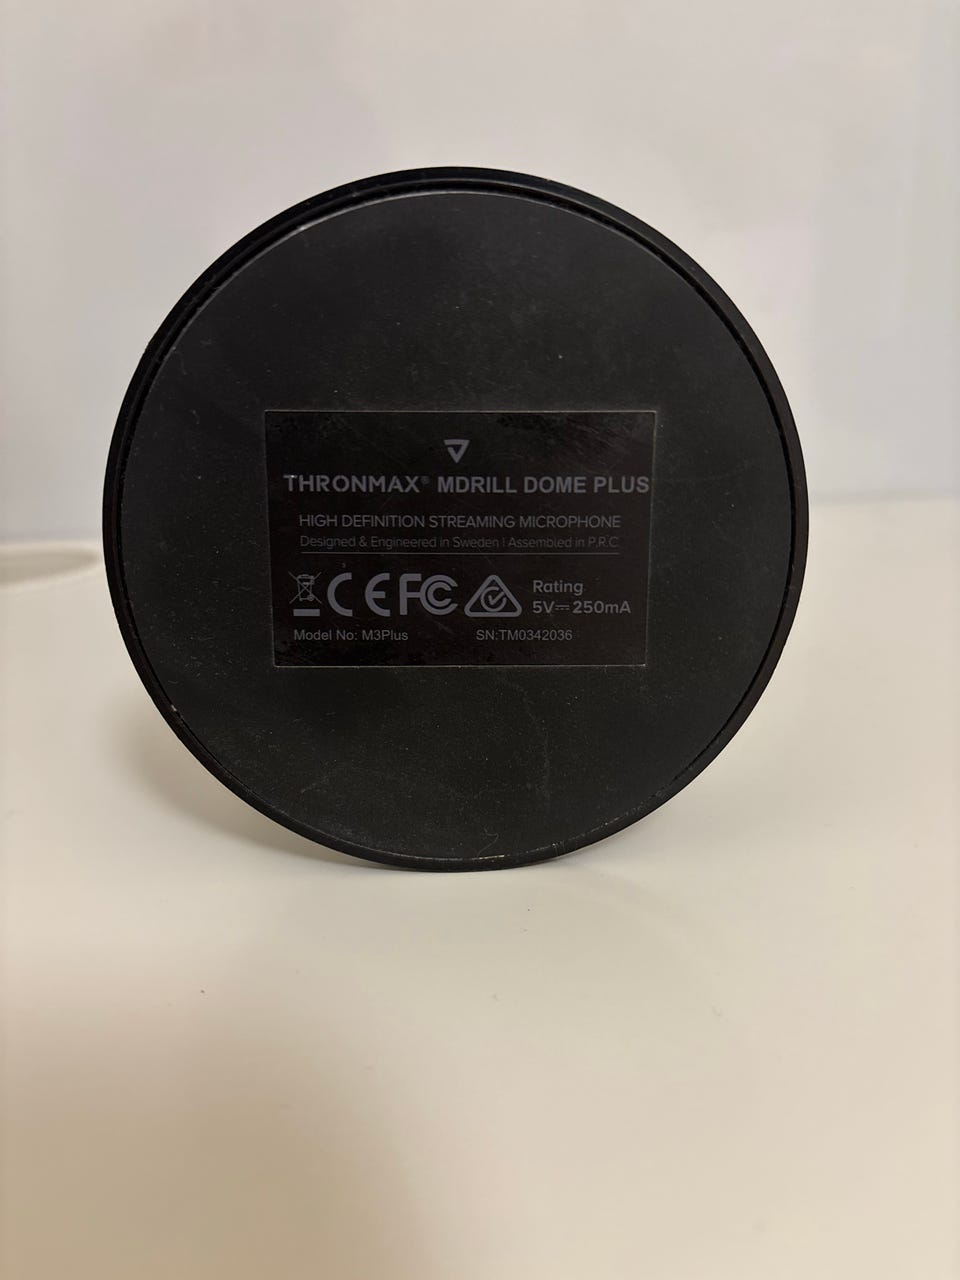 THRONMAX® MDRILL DOME PLUS
HIGH DEFINITION STREAMING MICROPHONE
Designed & Engineered in Sweden | Assembled in P.R.C
CE FC Rating
5V⎓250mA
Model No: M3Plus SN:TM0342036